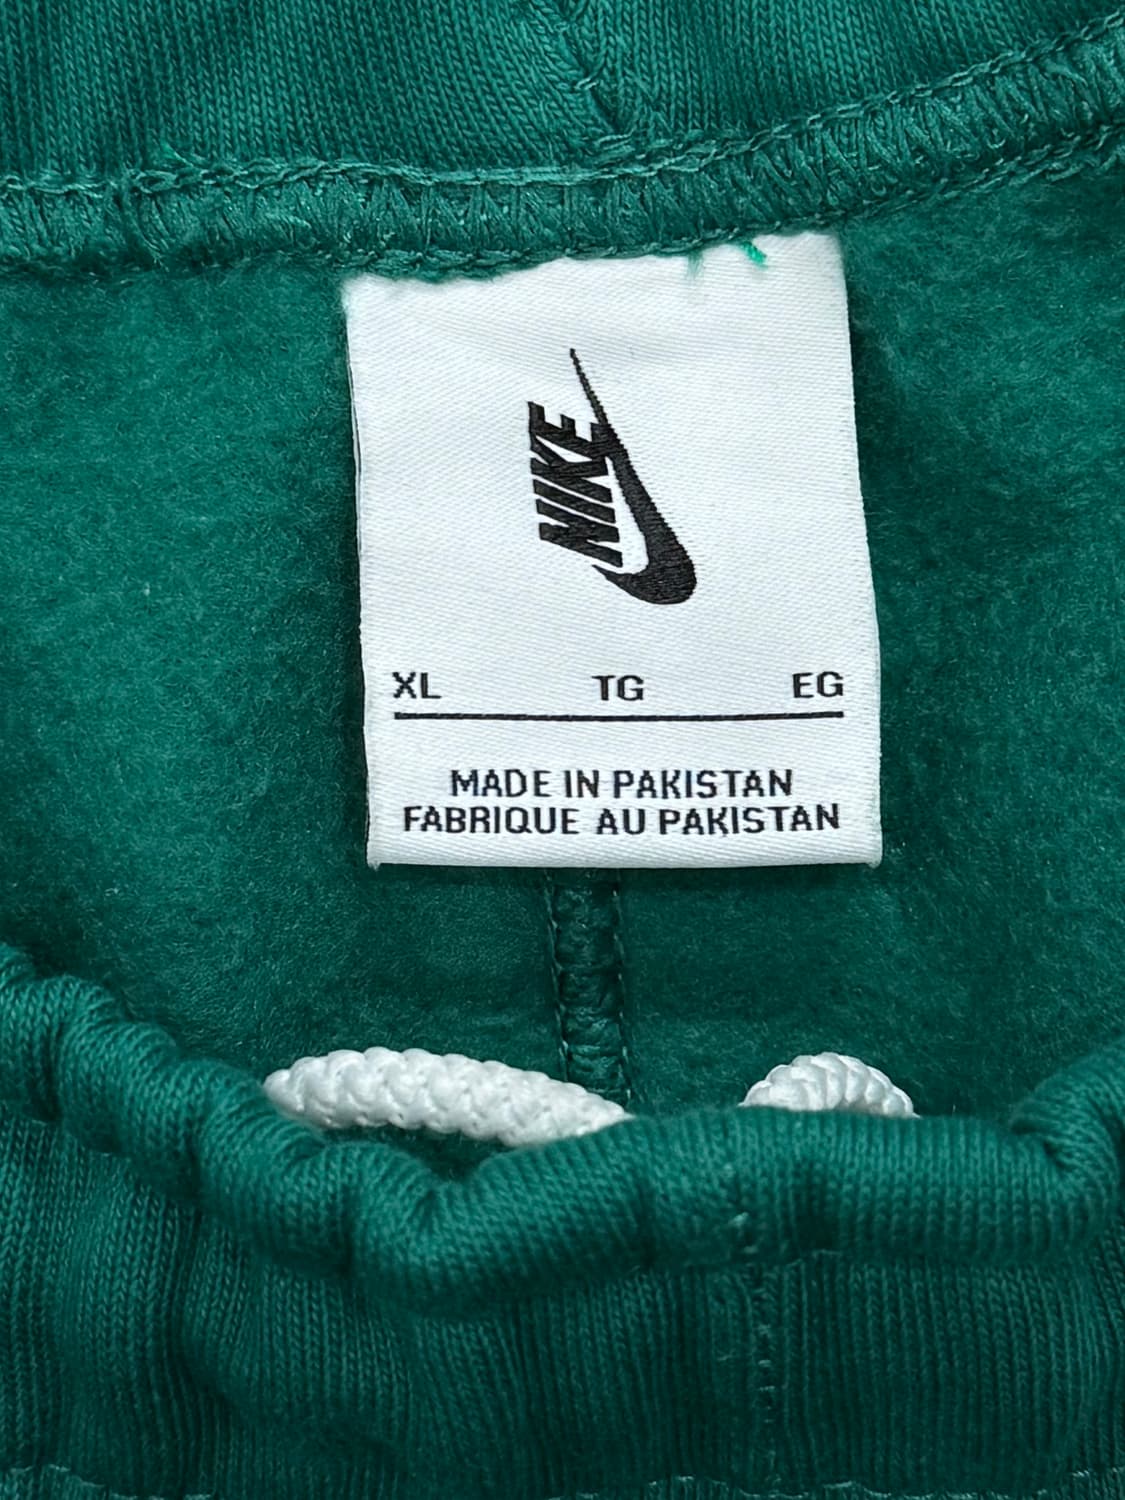 NIKE
XL TG EG
MADE IN PAKISTAN
FABRIQUE AU PAKISTAN